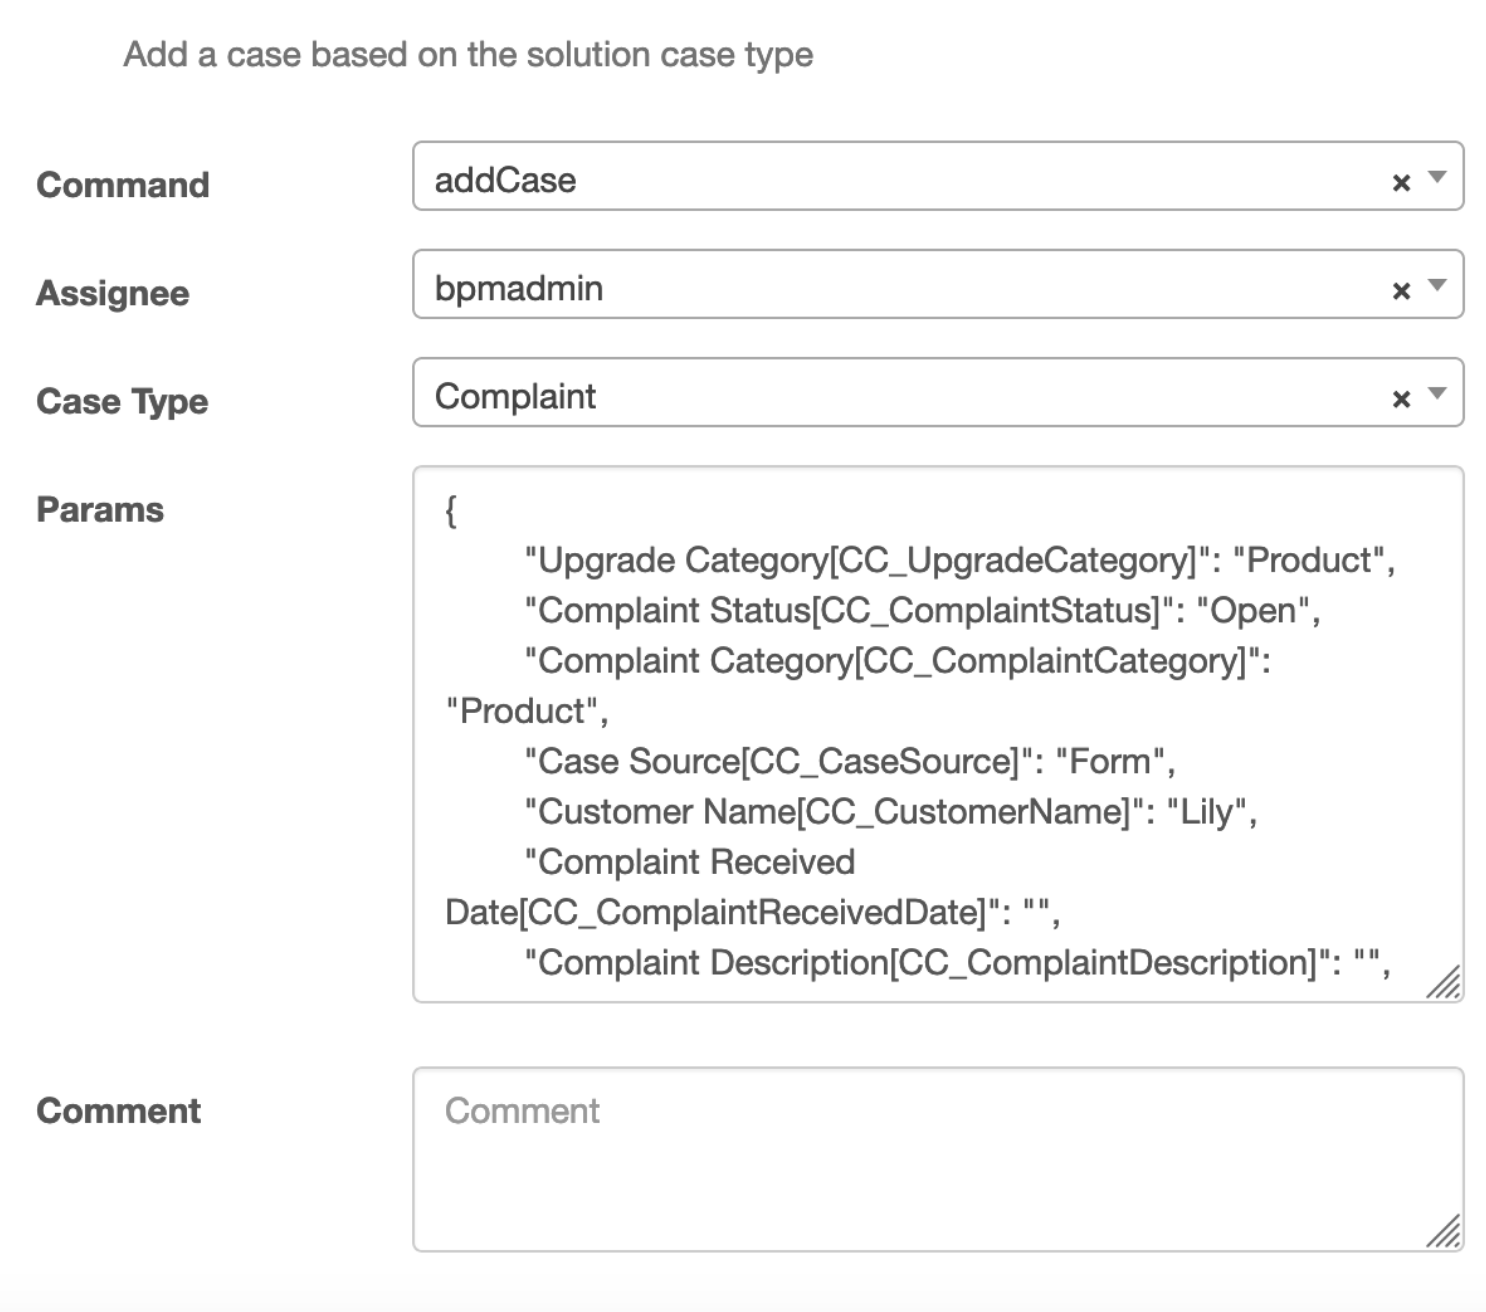 Add a case based on the solution case type
Command
addCase
Assignee
bpmadmin
Case Type
Complaint
Params
{
"Upgrade Category[CC_UpgradeCategory]": "Product",
"Complaint Status[CC_ComplaintStatus]": "Open",
"Complaint Category[CC_ComplaintCategory]":
"Product",
"Case Source[CC_CaseSource]": "Form",
"Customer Name[CC_CustomerName]": "Lily",
"Complaint Received
Date[CC_ComplaintReceivedDate]": "",
"Complaint Description[CC_ComplaintDescription]": "",
Comment
Comment